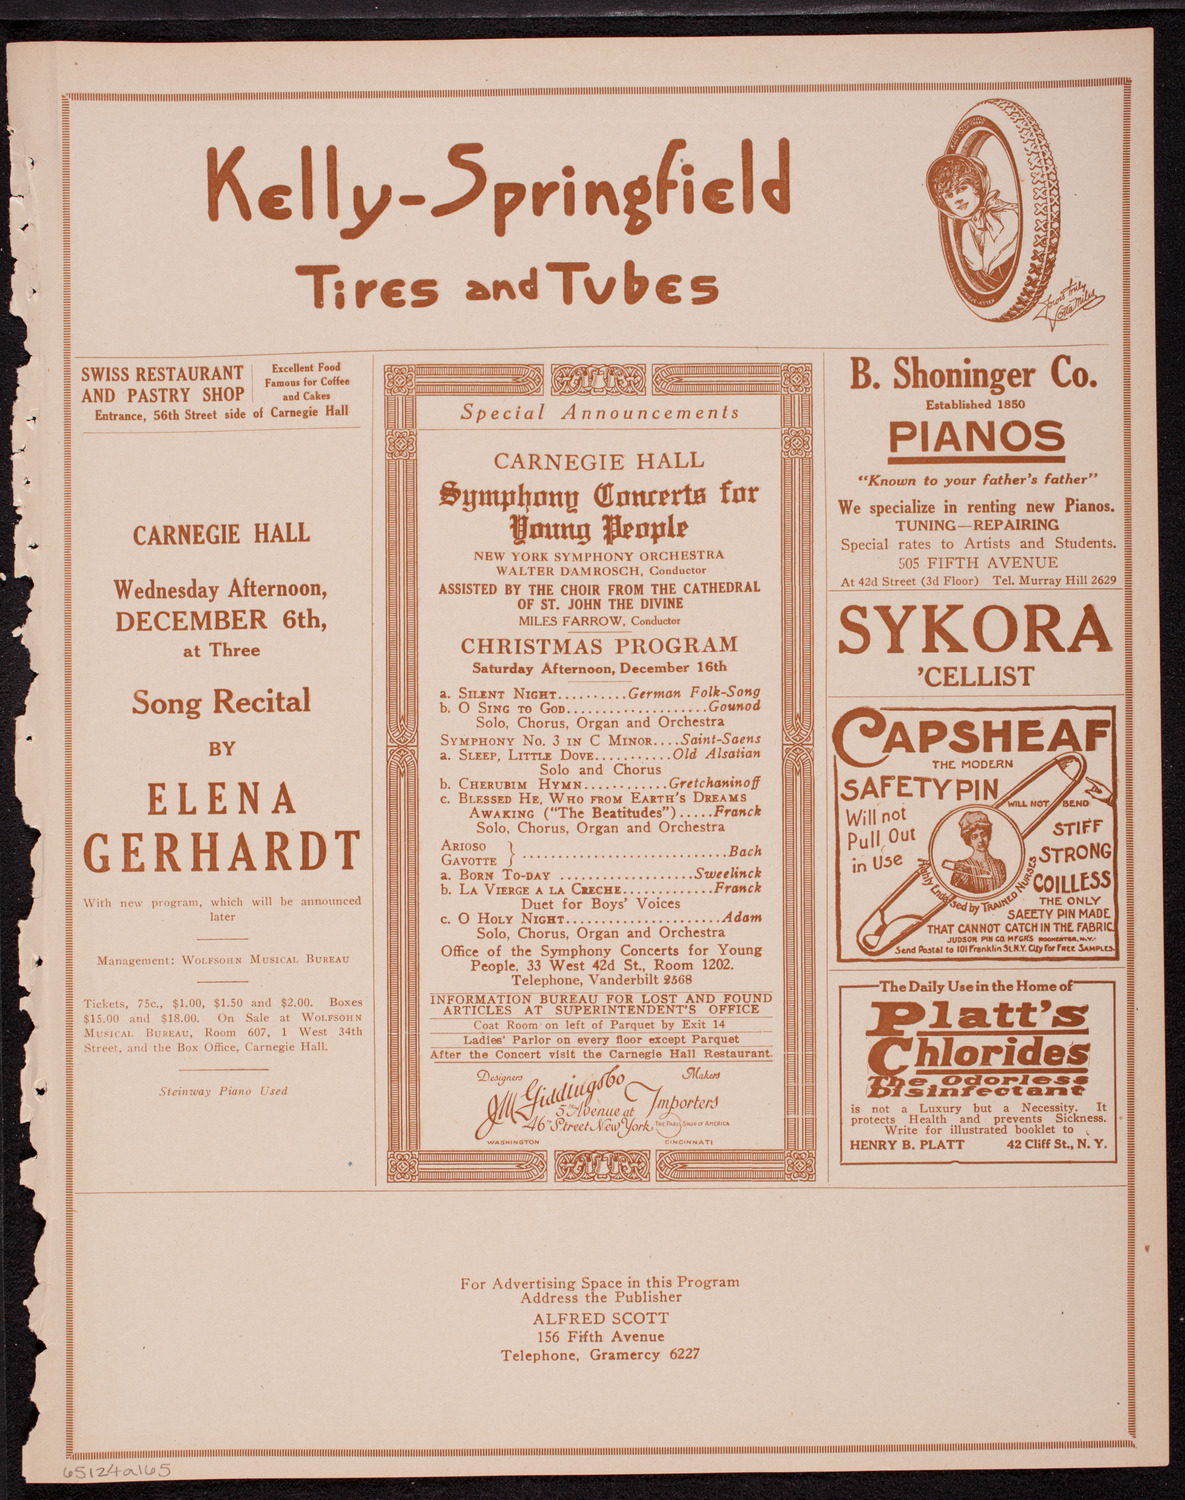 Kelly-Springfield
Tires and Tubes
Yours truly
Lotta Miles
SWISS RESTAURANT
AND PASTRY SHOP
Excellent Food
Famous for Coffee
and Cakes
Entrance, 56th Street side of Carnegie Hall
CARNEGIE HALL
Wednesday Afternoon,
DECEMBER 6th,
at Three
Song Recital
BY
ELENA
GERHARDT
With new program, which will be announced
later
Management: WOLFSOHN MUSICAL BUREAU
Tickets, 75c., $1.00, $1.50 and $2.00. Boxes
$15.00 and $18.00. On Sale at WOLFSOHN
MUSICAL BUREAU, Room 607, 1 West 34th
Street, and the Box Office, Carnegie Hall.
Steinway Piano Used
Special Announcements
CARNEGIE HALL
Symphony Concerts for
Young People
NEW YORK SYMPHONY ORCHESTRA
WALTER DAMROSCH, Conductor
ASSISTED BY THE CHOIR FROM THE CATHEDRAL
OF ST. JOHN THE DIVINE
MILES FARROW, Conductor
CHRISTMAS PROGRAM
Saturday Afternoon, December 16th
a. SILENT NIGHT..........German Folk-Song
b. O SING TO GOD....................Gounod
Solo, Chorus, Organ and Orchestra
SYMPHONY NO. 3 IN C MINOR....Saint-Saens
a. SLEEP, LITTLE DOVE...........Old Alsatian
Solo and Chorus
b. CHERUBIM HYMN............Gretchaninoff
c. BLESSED HE, WHO FROM EARTH'S DREAMS
AWAKING ("The Beatitudes").....Franck
Solo, Chorus, Organ and Orchestra
ARIOSO
GAVOTTE } .............................Bach
a. BORN TO-DAY ...................Sweelinck
b. LA VIERGE A LA CRECHE.............Franck
Duet for Boys' Voices
c. O HOLY NIGHT......................Adam
Solo, Chorus, Organ and Orchestra
Office of the Symphony Concerts for Young
People, 33 West 42d St., Room 1202.
Telephone, Vanderbilt 2568
INFORMATION BUREAU FOR LOST AND FOUND
ARTICLES AT SUPERINTENDENT'S OFFICE
Coat Room on left of Parquet by Exit 14
Ladies' Parlor on every floor except Parquet
After the Concert visit the Carnegie Hall Restaurant.
Designers Makers
J.M. Gidding & Co Importers
5th Avenue at
46th Street New York THE PARIS SHOP OF AMERICA
WASHINGTON CINCINNATI
B. Shoninger Co.
Established 1850
PIANOS
"Known to your father's father"
We specialize in renting new Pianos.
TUNING—REPAIRING
Special rates to Artists and Students.
505 FIFTH AVENUE
At 42d Street (3d Floor) Tel. Murray Hill 2629
SYKORA
'CELLIST
CAPSHEAF
THE MODERN
SAFETY PIN
WILL NOT BEND
Will not
Pull Out
in Use
STIFF
STRONG
COILLESS
Highly Endorsed by TRAINED NURSES
THE ONLY
SAFETY PIN MADE
THAT CANNOT CATCH IN THE FABRIC
JUDSON PIN CO. MFGRS ROCHESTER, N.Y.
Send Postal to 101 Franklin St. N.Y. City for FREE SAMPLES.
The Daily Use in the Home of
Platt's
Chlorides
The Odorless
Disinfectant
is not a Luxury but a Necessity. It
protects Health and prevents Sickness.
Write for illustrated booklet to
HENRY B. PLATT 42 Cliff St., N. Y.
For Advertising Space in this Program
Address the Publisher
ALFRED SCOTT
156 Fifth Avenue
Telephone, Gramercy 6227
65124a165